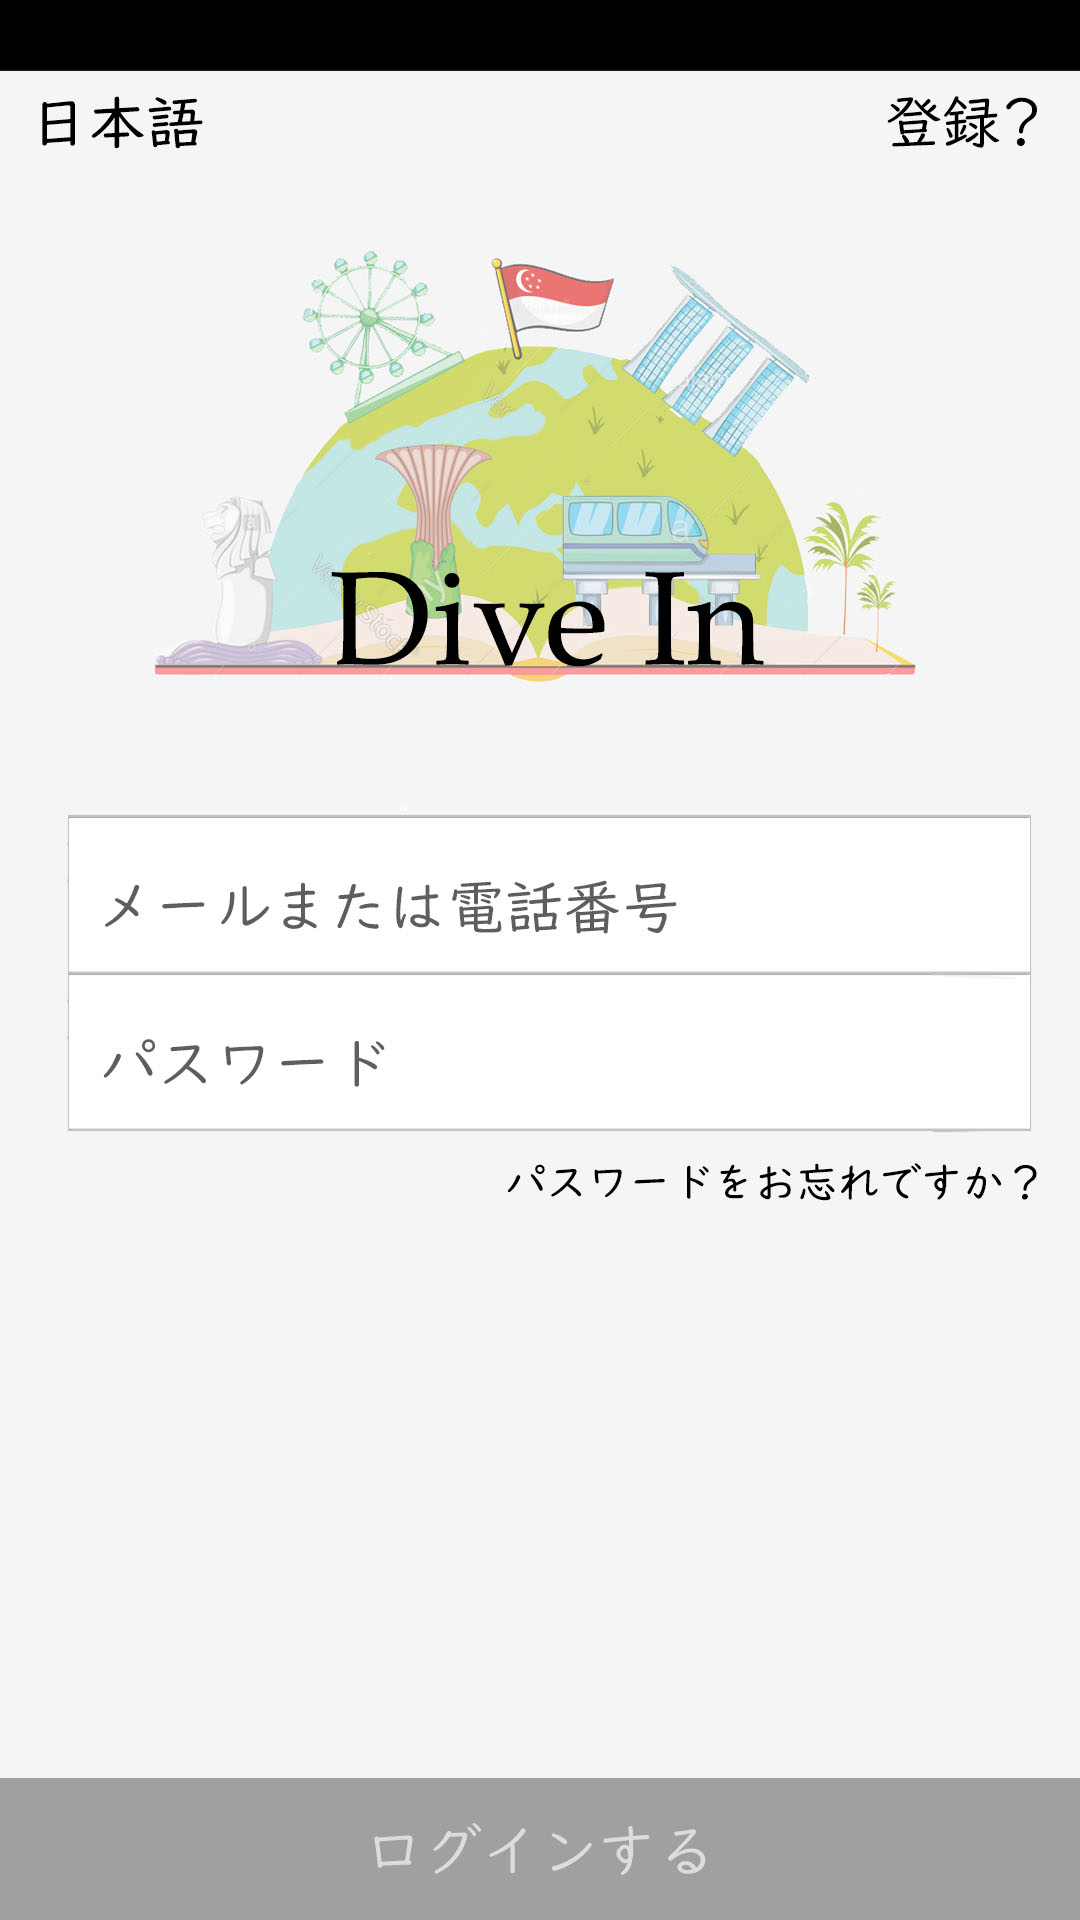 日本語
登録？
Dive In
メールまたは電話番号
パスワード
パスワードをお忘れですか？
ログインする